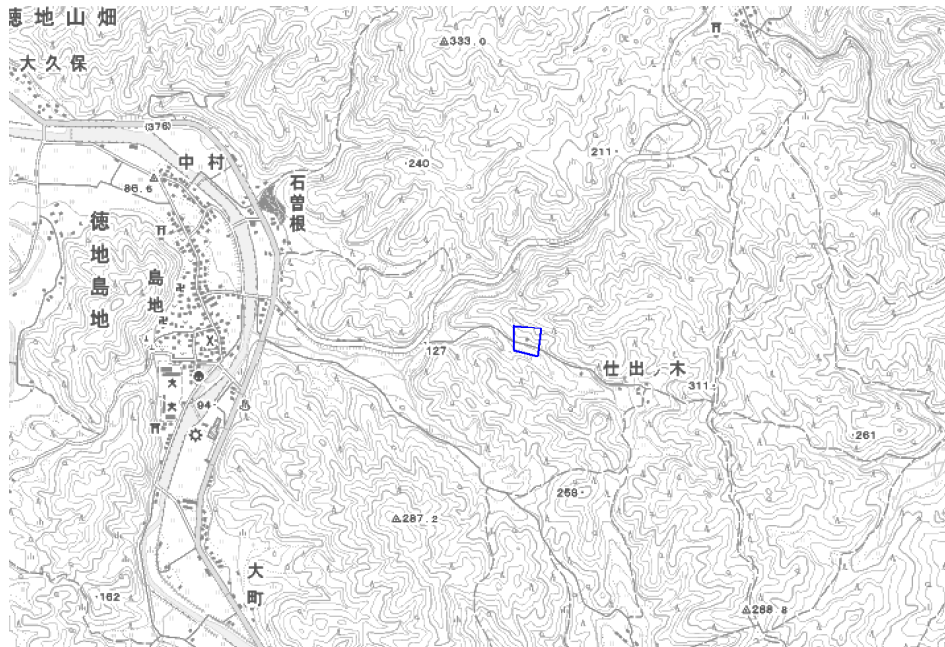 徳地山畑
333.0
大久保
(376)
中村
211
240
86.6
石曽根
徳地島地
島地
127
仕出ノ木
311
94
261
258
287.2
大町
162
288.8